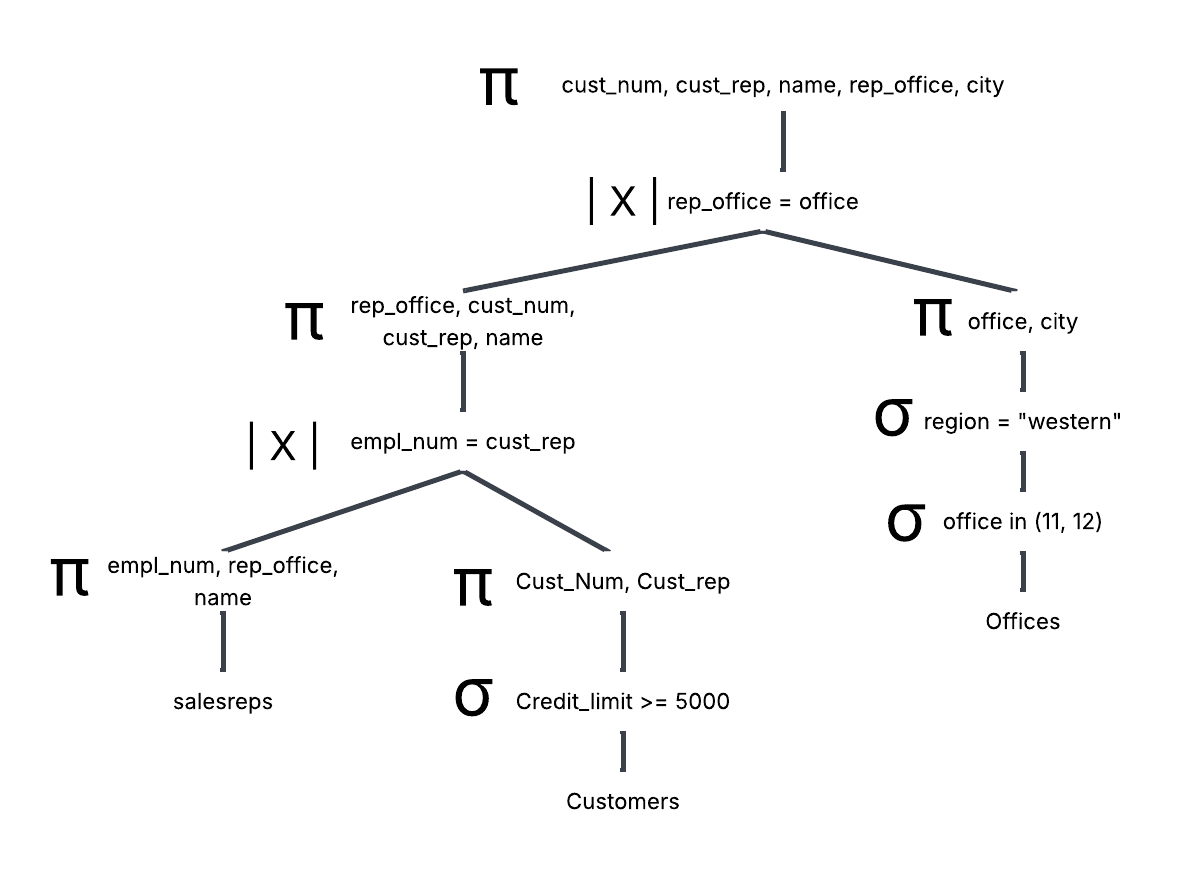 π cust_num, cust_rep, name, rep_office, city
| X | rep_office = office
π rep_office, cust_num,
cust_rep, name
π office, city
σ region = "western"
| X | empl_num = cust_rep
σ office in (11, 12)
π empl_num, rep_office,
name
π Cust_Num, Cust_rep
Offices
salesreps
σ Credit_limit >= 5000
Customers